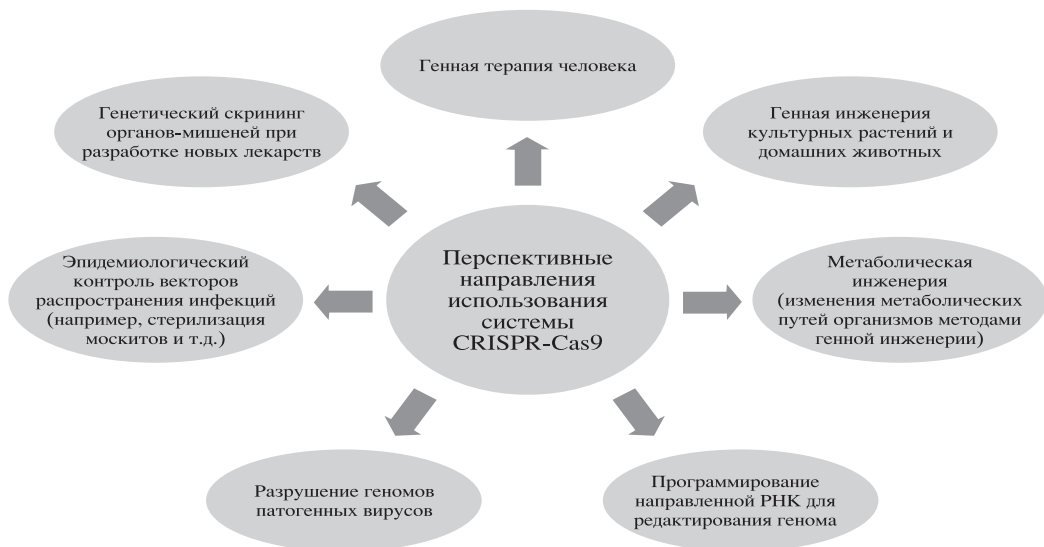 Генная терапия человека
Генетический скрининг
органов-мишеней при
разработке новых лекарств
Генная инженерия
культурных растений и
домашних животных
Эпидемиологический
контроль векторов
распространения инфекций
(например, стерилизация
москитов и т.д.)
Перспективные
направления
использования
системы
CRISPR-Cas9
Метаболическая
инженерия
(изменения метаболических
путей организмов методами
генной инженерии)
Разрушение геномов
патогенных вирусов
Программирование
направленной РНК для
редактирования генома